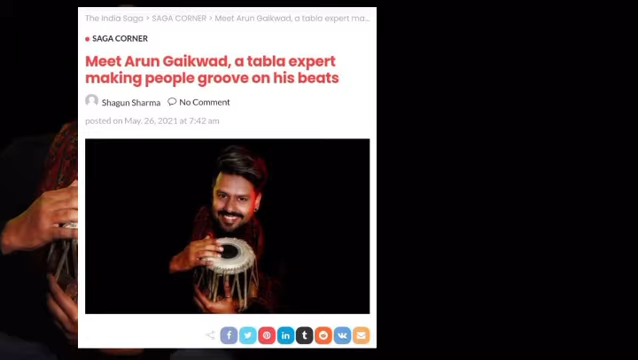 The India Saga > SAGA CORNER > Meet Arun Gaikwad, a tabla expert ma...
SAGA CORNER
Meet Arun Gaikwad, a tabla expert
making people groove on his beats
Shagun Sharma No Comment
posted on May. 26, 2021 at 7:42 am